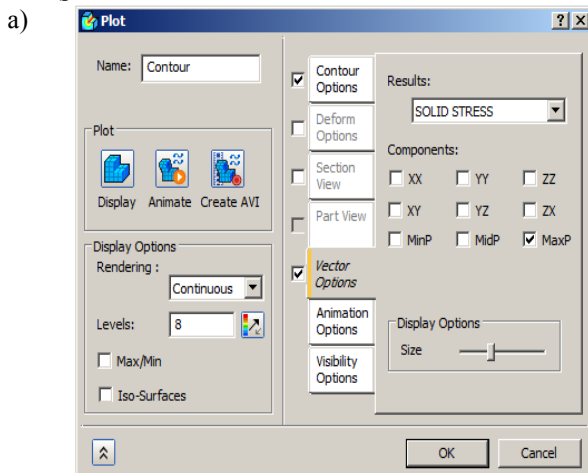 a)
Plot
Name: Contour
Plot
Display Animate Create AVI
Display Options
Rendering :
Continuous
Levels: 8
Max/Min
Iso-Surfaces
Contour
Options
Deform
Options
Section
View
Part View
Vector
Options
Animation
Options
Visibility
Options
Results:
SOLID STRESS
Components:
XX YY ZZ
XY YZ ZX
MinP MidP MaxP
Display Options
Size
OK Cancel